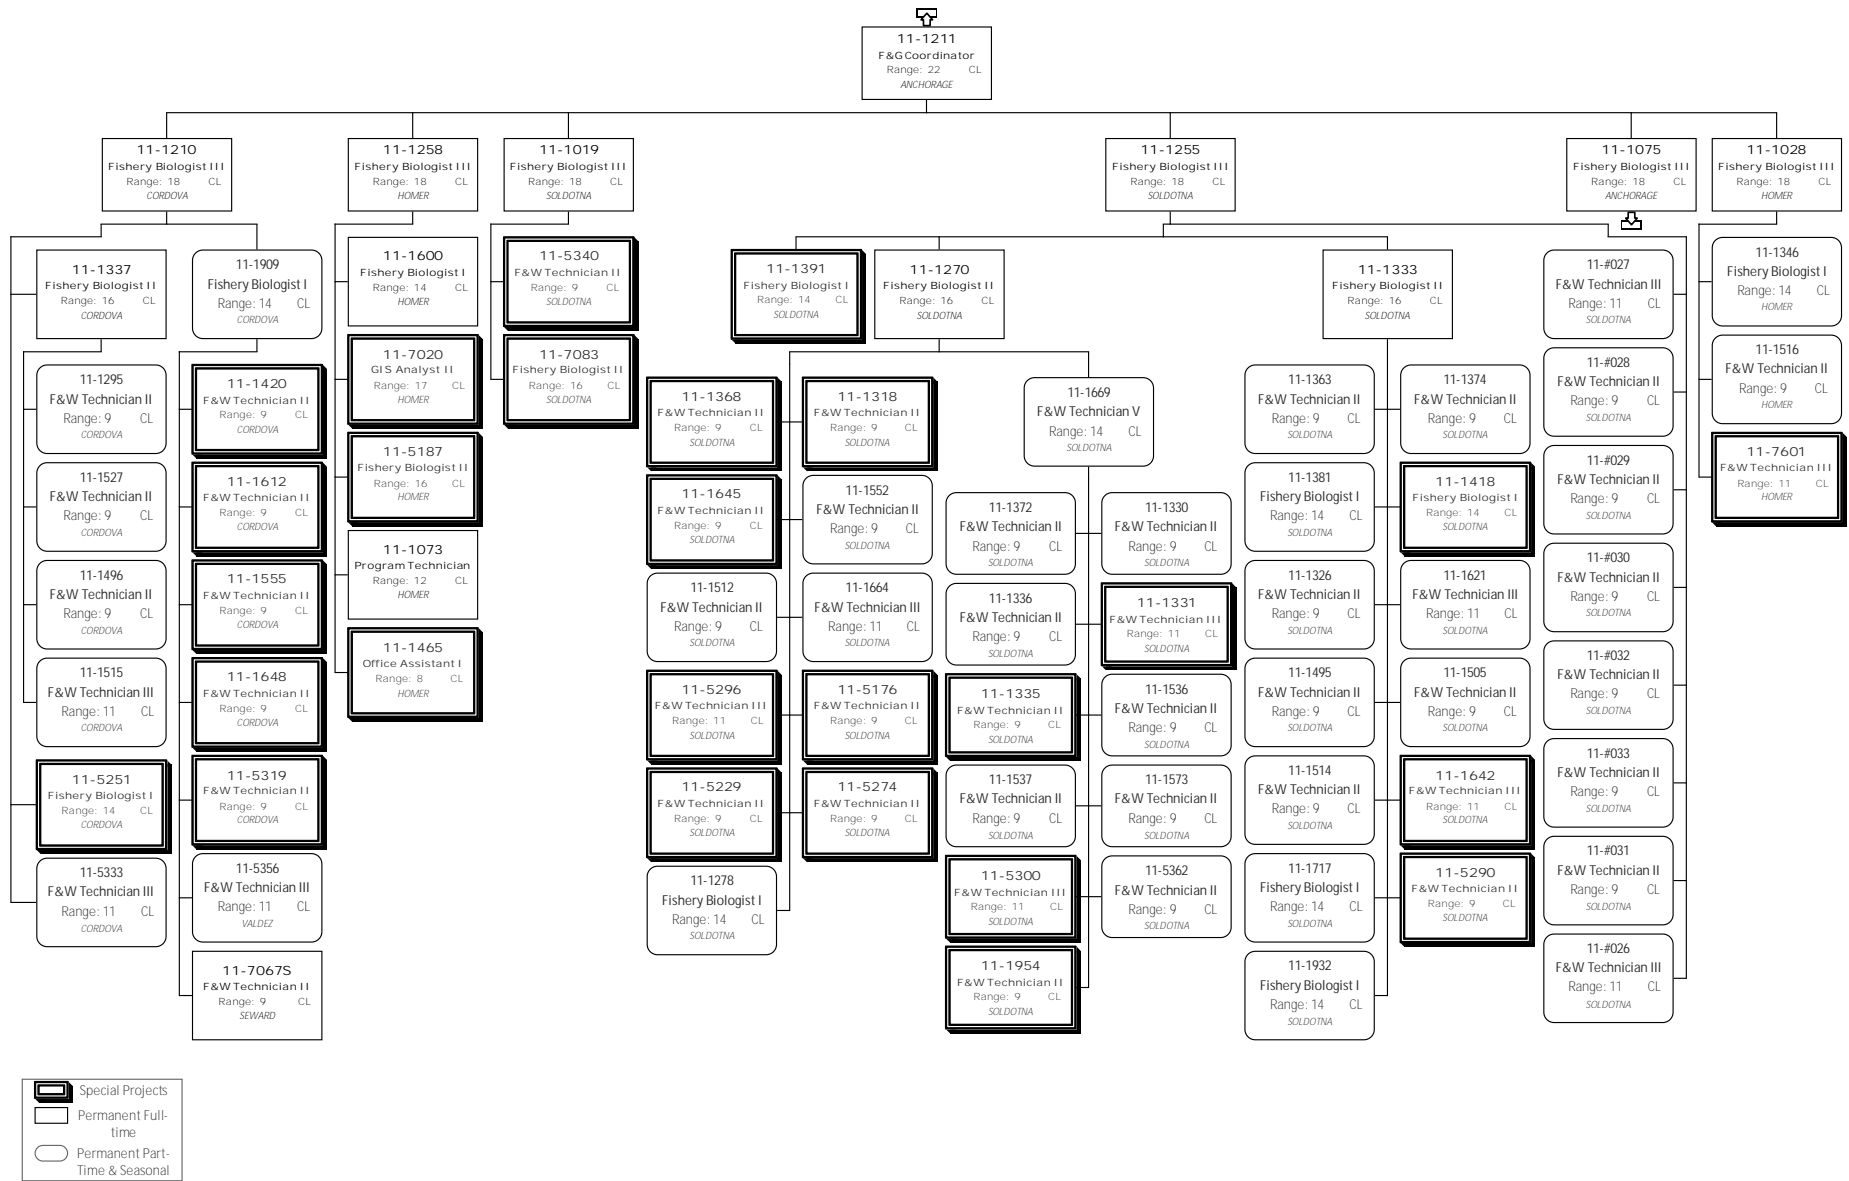 11-1211
F&G Coordinator
Range: 22 CL
ANCHORAGE
11-1210
Fishery Biologist III
Range: 18 CL
CORDOVA
11-1258
Fishery Biologist III
Range: 18 CL
HOMER
11-1019
Fishery Biologist III
Range: 18 CL
SOLDOTNA
11-1255
Fishery Biologist III
Range: 18 CL
SOLDOTNA
11-1075
Fishery Biologist III
Range: 18 CL
ANCHORAGE
11-1028
Fishery Biologist III
Range: 18 CL
HOMER
11-1337
Fishery Biologist II
Range: 16 CL
CORDOVA
11-1295
F&W Technician II
Range: 9 CL
CORDOVA
11-1527
F&W Technician II
Range: 9 CL
CORDOVA
11-1496
F&W Technician II
Range: 9 CL
CORDOVA
11-1515
F&W Technician III
Range: 11 CL
CORDOVA
11-5251
Fishery Biologist I
Range: 14 CL
CORDOVA
11-5333
F&W Technician III
Range: 11 CL
CORDOVA
11-1909
Fishery Biologist I
Range: 14 CL
CORDOVA
11-1420
F&W Technician II
Range: 9 CL
CORDOVA
11-1612
F&W Technician II
Range: 9 CL
CORDOVA
11-1555
F&W Technician II
Range: 9 CL
CORDOVA
11-1648
F&W Technician II
Range: 9 CL
CORDOVA
11-5319
F&W Technician II
Range: 9 CL
CORDOVA
11-5356
F&W Technician III
Range: 11 CL
VALDEZ
11-7067S
F&W Technician II
Range: 9 CL
SEWARD
11-1600
Fishery Biologist I
Range: 14 CL
HOMER
11-7020
GIS Analyst II
Range: 17 CL
HOMER
11-5187
Fishery Biologist II
Range: 16 CL
HOMER
11-1073
Program Technician
Range: 12 CL
HOMER
11-1465
Office Assistant I
Range: 8 CL
HOMER
11-5340
F&W Technician II
Range: 9 CL
SOLDOTNA
11-7083
Fishery Biologist II
Range: 16 CL
SOLDOTNA
11-1391
Fishery Biologist I
Range: 14 CL
SOLDOTNA
11-1270
Fishery Biologist II
Range: 16 CL
SOLDOTNA
11-1368
F&W Technician II
Range: 9 CL
SOLDOTNA
11-1318
F&W Technician II
Range: 9 CL
SOLDOTNA
11-1645
F&W Technician II
Range: 9 CL
SOLDOTNA
11-1552
F&W Technician II
Range: 9 CL
SOLDOTNA
11-1512
F&W Technician II
Range: 9 CL
SOLDOTNA
11-1664
F&W Technician III
Range: 11 CL
SOLDOTNA
11-5296
F&W Technician III
Range: 11 CL
SOLDOTNA
11-5176
F&W Technician II
Range: 9 CL
SOLDOTNA
11-5229
F&W Technician II
Range: 9 CL
SOLDOTNA
11-5274
F&W Technician II
Range: 9 CL
SOLDOTNA
11-1278
Fishery Biologist I
Range: 14 CL
SOLDOTNA
11-1669
F&W Technician V
Range: 14 CL
SOLDOTNA
11-1372
F&W Technician II
Range: 9 CL
SOLDOTNA
11-1330
F&W Technician II
Range: 9 CL
SOLDOTNA
11-1336
F&W Technician II
Range: 9 CL
SOLDOTNA
11-1331
F&W Technician III
Range: 11 CL
SOLDOTNA
11-1335
F&W Technician II
Range: 9 CL
SOLDOTNA
11-1536
F&W Technician II
Range: 9 CL
SOLDOTNA
11-1537
F&W Technician II
Range: 9 CL
SOLDOTNA
11-1573
F&W Technician II
Range: 9 CL
SOLDOTNA
11-5300
F&W Technician III
Range: 11 CL
SOLDOTNA
11-5362
F&W Technician II
Range: 9 CL
SOLDOTNA
11-1954
F&W Technician II
Range: 9 CL
SOLDOTNA
11-1333
Fishery Biologist II
Range: 16 CL
SOLDOTNA
11-1363
F&W Technician II
Range: 9 CL
SOLDOTNA
11-1374
F&W Technician II
Range: 9 CL
SOLDOTNA
11-1381
Fishery Biologist I
Range: 14 CL
SOLDOTNA
11-1418
Fishery Biologist I
Range: 14 CL
SOLDOTNA
11-1326
F&W Technician II
Range: 9 CL
SOLDOTNA
11-1621
F&W Technician III
Range: 11 CL
SOLDOTNA
11-1495
F&W Technician II
Range: 9 CL
SOLDOTNA
11-1505
F&W Technician II
Range: 9 CL
SOLDOTNA
11-1514
F&W Technician II
Range: 9 CL
SOLDOTNA
11-1642
F&W Technician III
Range: 11 CL
SOLDOTNA
11-1717
Fishery Biologist I
Range: 14 CL
SOLDOTNA
11-5290
F&W Technician II
Range: 9 CL
SOLDOTNA
11-1932
Fishery Biologist I
Range: 14 CL
SOLDOTNA
11-#027
F&W Technician III
Range: 11 CL
SOLDOTNA
11-#028
F&W Technician II
Range: 9 CL
SOLDOTNA
11-#029
F&W Technician II
Range: 9 CL
SOLDOTNA
11-#030
F&W Technician II
Range: 9 CL
SOLDOTNA
11-#032
F&W Technician II
Range: 9 CL
SOLDOTNA
11-#033
F&W Technician II
Range: 9 CL
SOLDOTNA
11-#031
F&W Technician II
Range: 9 CL
SOLDOTNA
11-#026
F&W Technician III
Range: 11 CL
SOLDOTNA
11-1346
Fishery Biologist I
Range: 14 CL
HOMER
11-1516
F&W Technician II
Range: 9 CL
HOMER
11-7601
F&W Technician III
Range: 11 CL
HOMER
Special Projects
Permanent Full-
time
Permanent Part-
Time & Seasonal